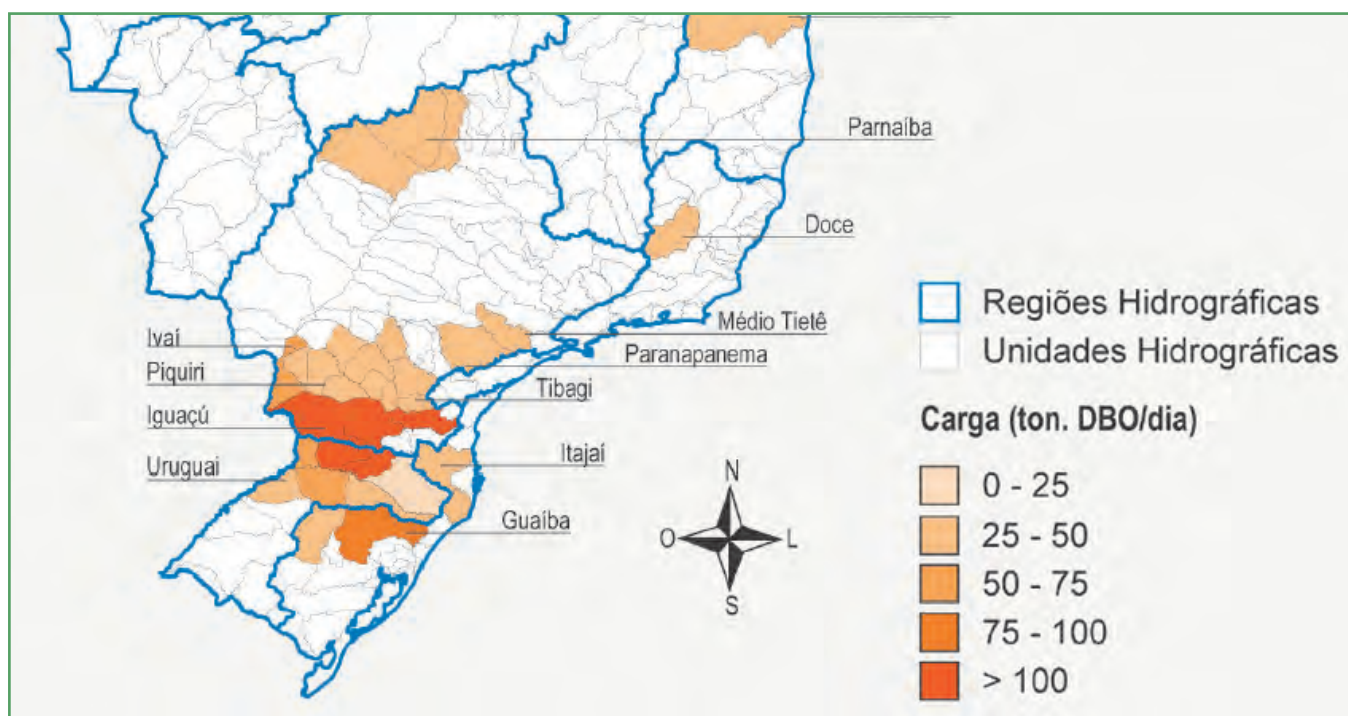 Parnaíba
Doce
Médio Tietê
Paranapanema
Ivaí
Piquiri
Tibagi
Iguaçú
Uruguai
Itajaí
Guaíba
N
O
L
S
Regiões Hidrográficas
Unidades Hidrográficas
Carga (ton. DBO/dia)
0 - 25
25 - 50
50 - 75
75 - 100
> 100